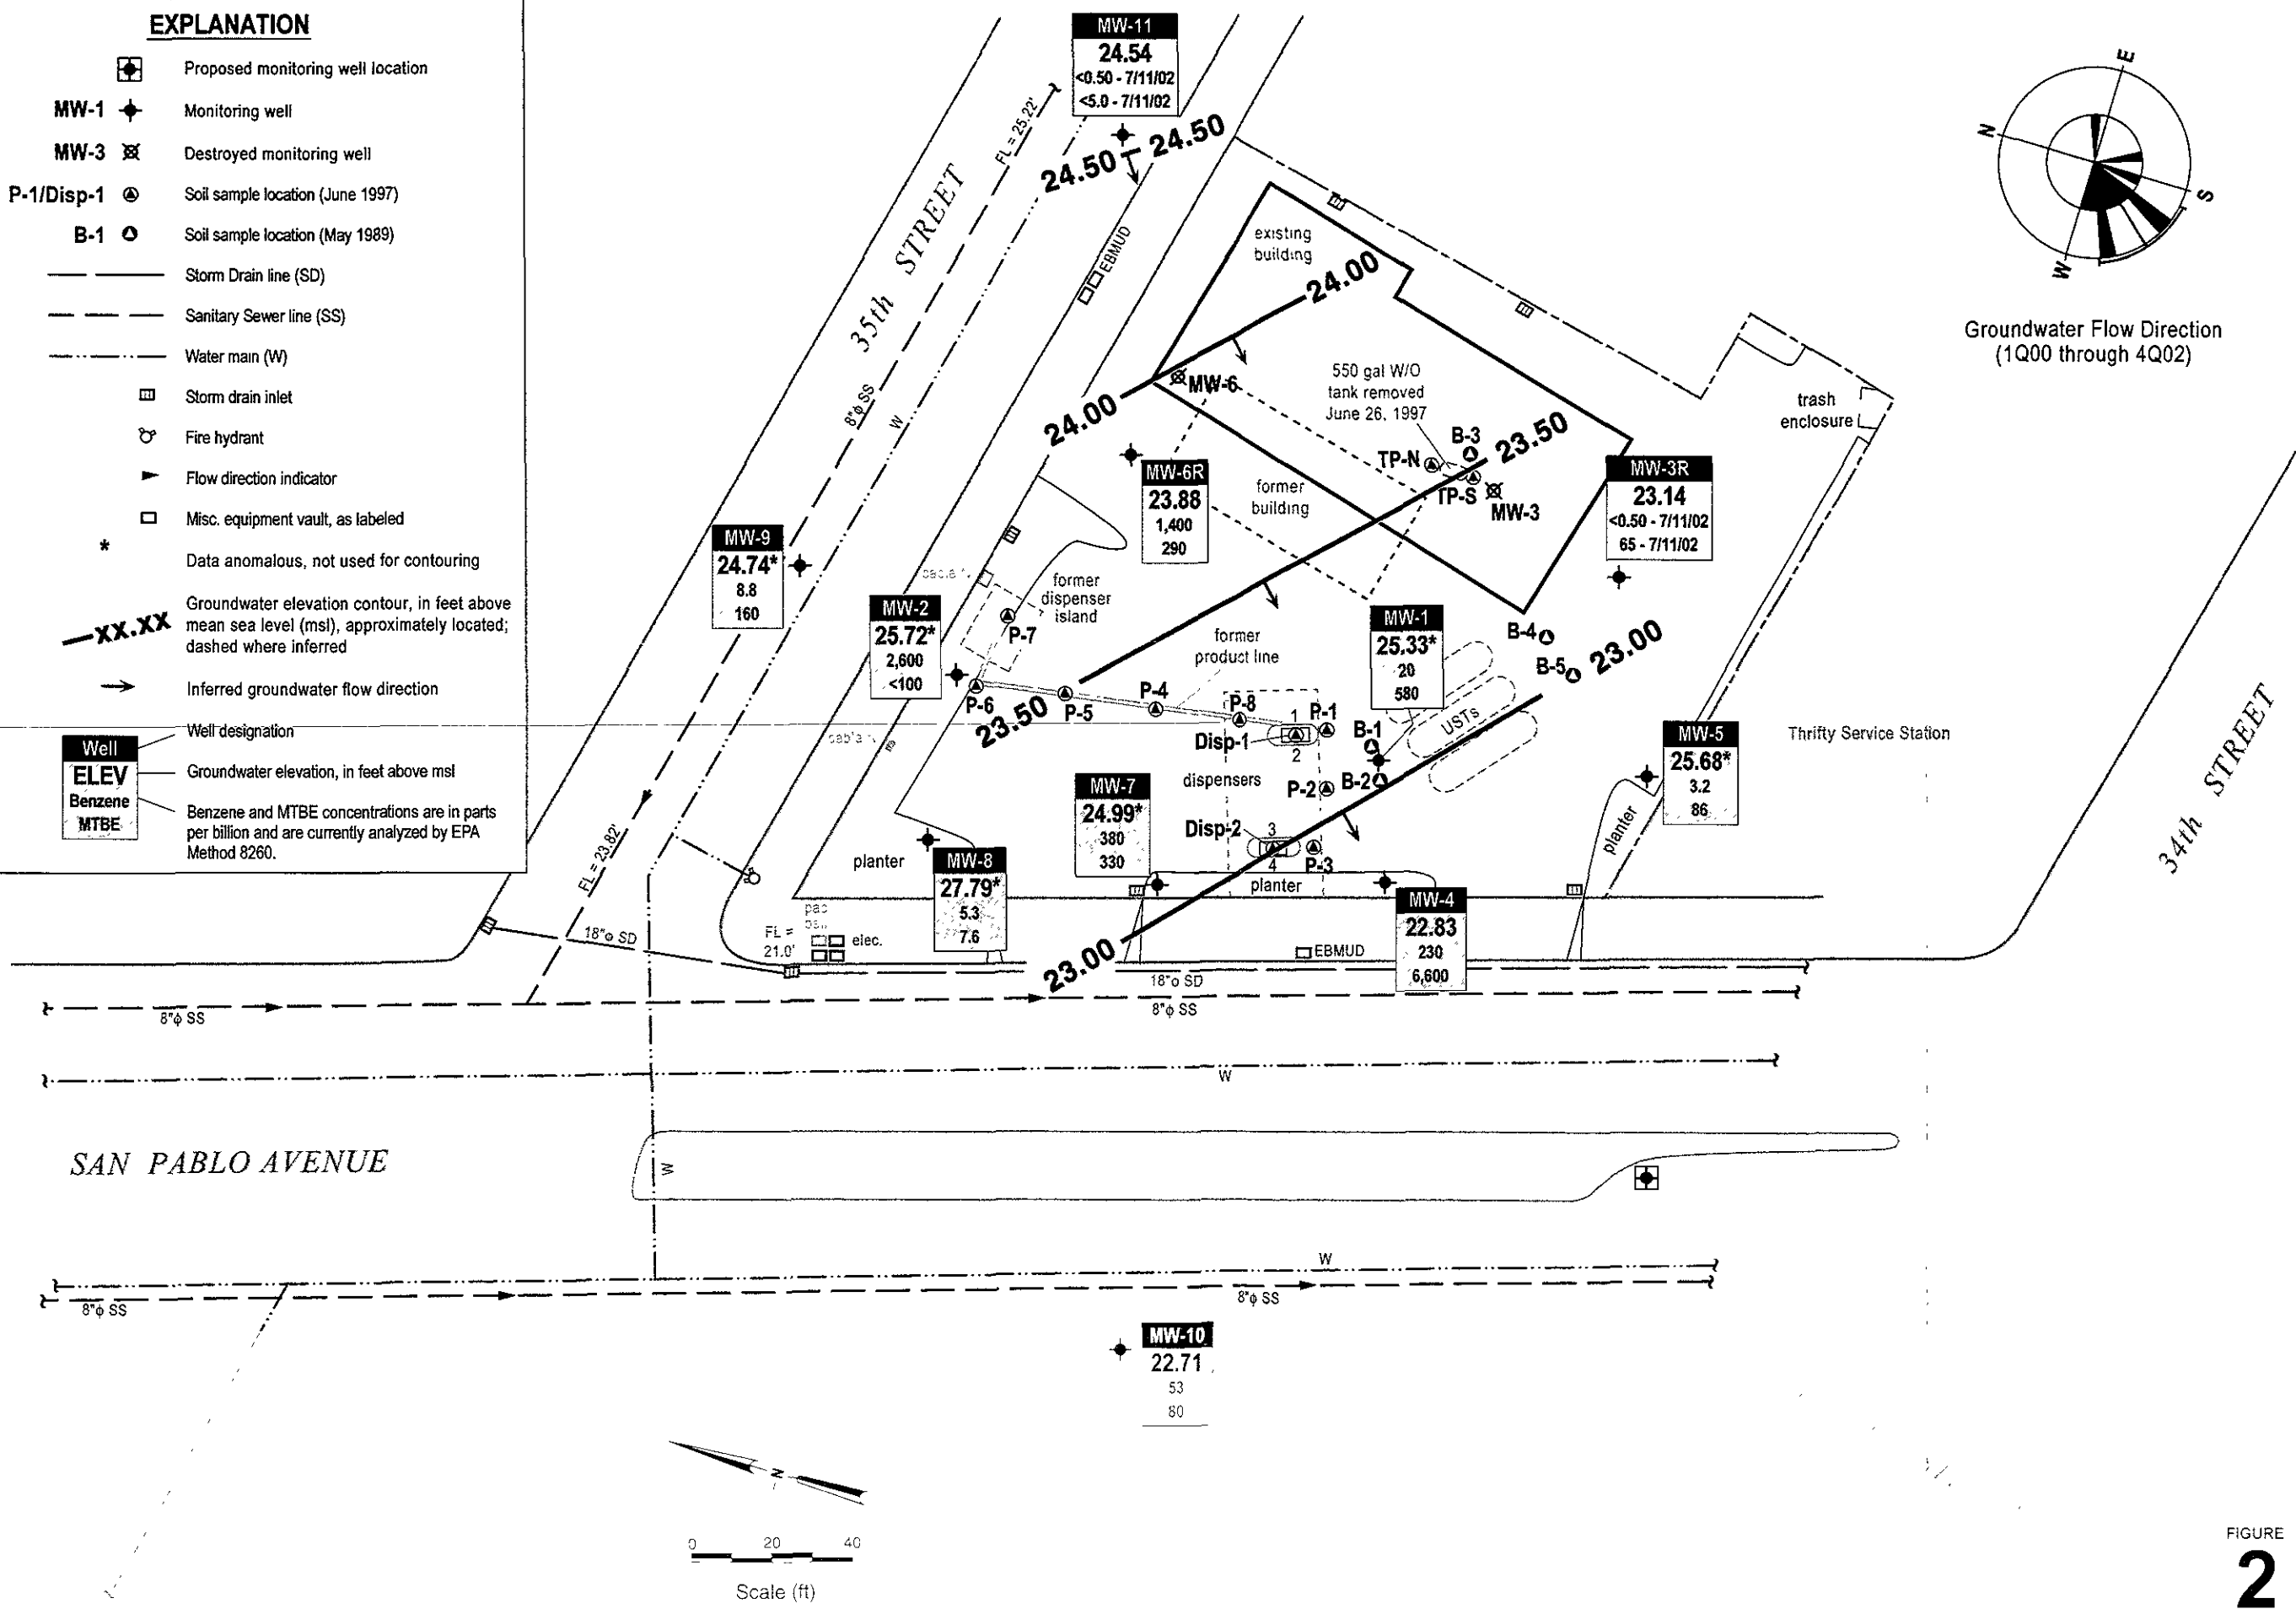 EXPLANATION
Proposed monitoring well location
MW-1 Monitoring well
MW-3 Destroyed monitoring well
P-1/Disp-1 Soil sample location (June 1997)
B-1 Soil sample location (May 1989)
Storm Drain line (SD)
Sanitary Sewer line (SS)
Water main (W)
Storm drain inlet
Fire hydrant
Flow direction indicator
Misc. equipment vault, as labeled
* Data anomalous, not used for contouring
—xx.xx Groundwater elevation contour, in feet above
mean sea level (msl), approximately located;
dashed where inferred
Inferred groundwater flow direction
Well
ELEV
Benzene
MTBE
Well designation
Groundwater elevation, in feet above msl
Benzene and MTBE concentrations are in parts
per billion and are currently analyzed by EPA
Method 8260.
MW-11
24.54
<0.50 - 7/11/02
<5.0 - 7/11/02
24.50
24.50
FL = 25.22'
35th STREET
8"φ SS
W
EBMUD
E
N
S
W
Groundwater Flow Direction
(1Q00 through 4Q02)
existing
building
24.00
24.00
MW-6
550 gal W/O
tank removed
June 26, 1997
trash
enclosure
B-3
23.50
TP-N
TP-S
MW-3
MW-6R
23.88
1,400
290
former
building
MW-3R
23.14
<0.50 - 7/11/02
65 - 7/11/02
MW-9
24.74*
8.8
160
former
dispenser
island
MW-2
25.72*
2,600
<100
P-7
former
product line
MW-1
25.33*
20
580
B-4
B-5
23.00
P-6
P-5
P-4
P-8
P-1
23.50
1
2
Disp-1
B-1
USTs
dispensers
P-2
B-2
MW-5
25.68*
3.2
86
Thrifty Service Station
34th STREET
planter
MW-7
24.99*
380
330
Disp-2
3
4
P-3
planter
FL = 23.82'
planter
MW-8
27.79*
5.3
7.6
MW-4
22.83
230
6,600
18"φ SD
FL =
21.0'
elec.
23.00
EBMUD
18"φ SD
8"φ SS
8"φ SS
W
SAN PABLO AVENUE
W
W
8"φ SS
8"φ SS
MW-10
22.71
53
80
N
0 20 40
Scale (ft)
FIGURE
2